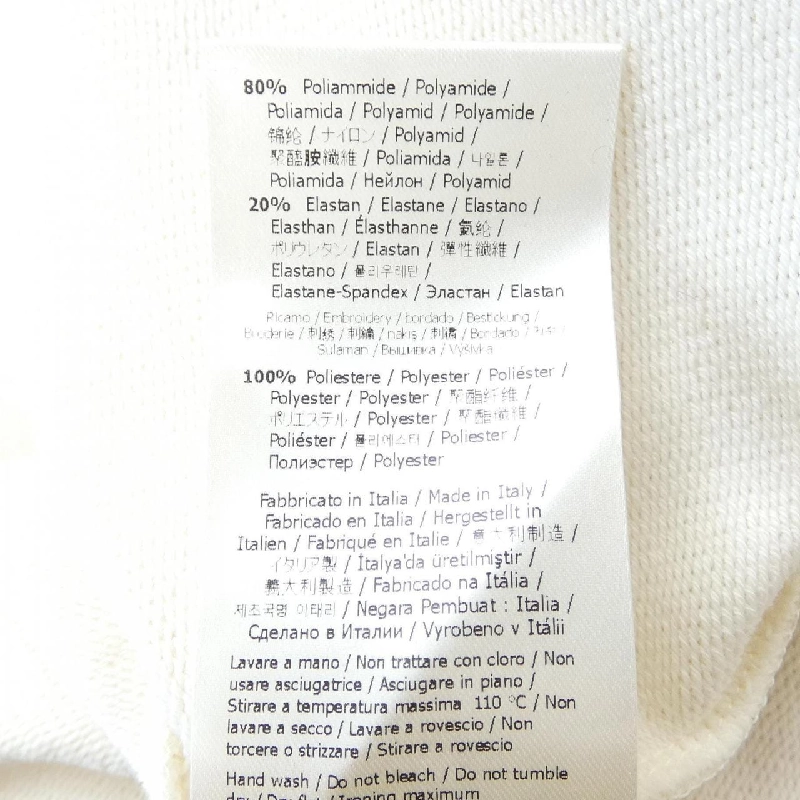 80% Poliammide / Polyamide /
Poliamida / Polyamid / Polyamide /
锦纶 / ナイロン / Polyamid /
聚醯胺纖維 / Poliamida / 나일론 /
Poliamida / Нейлон / Polyamid
20% Elastan / Elastane / Elastano /
Elasthan / Élasthanne / 氨纶 /
ポリウレタン / Elastan / 彈性纖維 /
Elastano / 폴리우레탄 /
Elastane-Spandex / Эластан / Elastan
Ricamo / Embroidery / bordado / Bestickung /
Broderie / 刺绣 / 刺繍 / nakış / 刺繡 / Bordado /
Sulaman / Вышивка / Výšivka
100% Poliestere / Polyester / Poliéster /
Polyester / Polyester / 聚酯纤维 /
ポリエステル / Polyester / 聚酯纖維 /
Poliéster / 폴리에스터 / Poliester /
Полиэстер / Polyester
Fabbricato in Italia / Made in Italy /
Fabricado en Italia / Hergestellt in
Italien / Fabriqué en Italie / 意大利制造 /
イタリア製 / İtalya'da üretilmiştir /
義大利製造 / Fabricado na Itália /
제조국명 이태리 / Negara Pembuat : Italia /
Сделано в Италии / Vyrobeno v Itálii
Lavare a mano / Non trattare con cloro / Non
usare asciugatrice / Asciugare in piano /
Stirare a temperatura massima 110 °C / Non
lavare a secco / Lavare a rovescio / Non
torcere o strizzare / Stirare a rovescio
Hand wash / Do not bleach / Do not tumble
dry / Dry flat / Ironing maximum